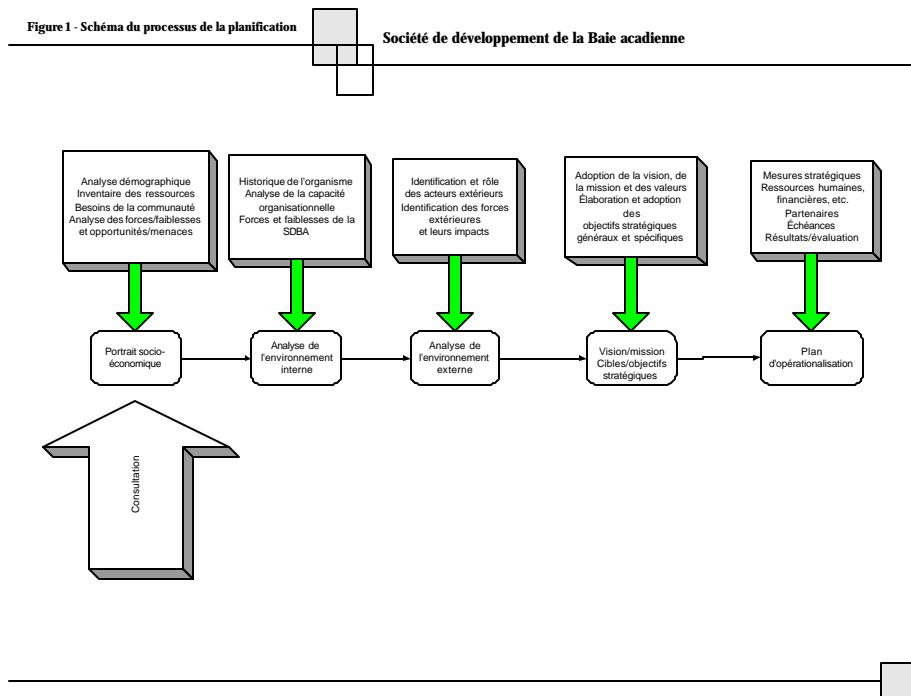 Figure 1 - Schéma du processus de la planification
Société de développement de la Baie acadienne
Analyse démographique
Inventaire des ressources
Besoins de la communauté
Analyse des forces/faiblesses
et opportunités/menaces
Historique de l'organisme
Analyse de la capacité
organisationnelle
Forces et faiblesses de la
SDBA
Identification et rôle
des acteurs extérieurs
Identification des forces
extérieures
et leurs impacts
Adoption de la vision, de
la mission et des valeurs
Élaboration et adoption
des
objectifs stratégiques
généraux et spécifiques
Mesures stratégiques
Ressources humaines,
financières, etc.
Partenaires
Échéances
Résultats/évaluation
Portrait socio-
économique
Analyse de
l'environnement
interne
Analyse de
l'environnement
externe
Vision/mission
Cibles/objectifs
stratégiques
Plan
d'opérationalisation
Consultation